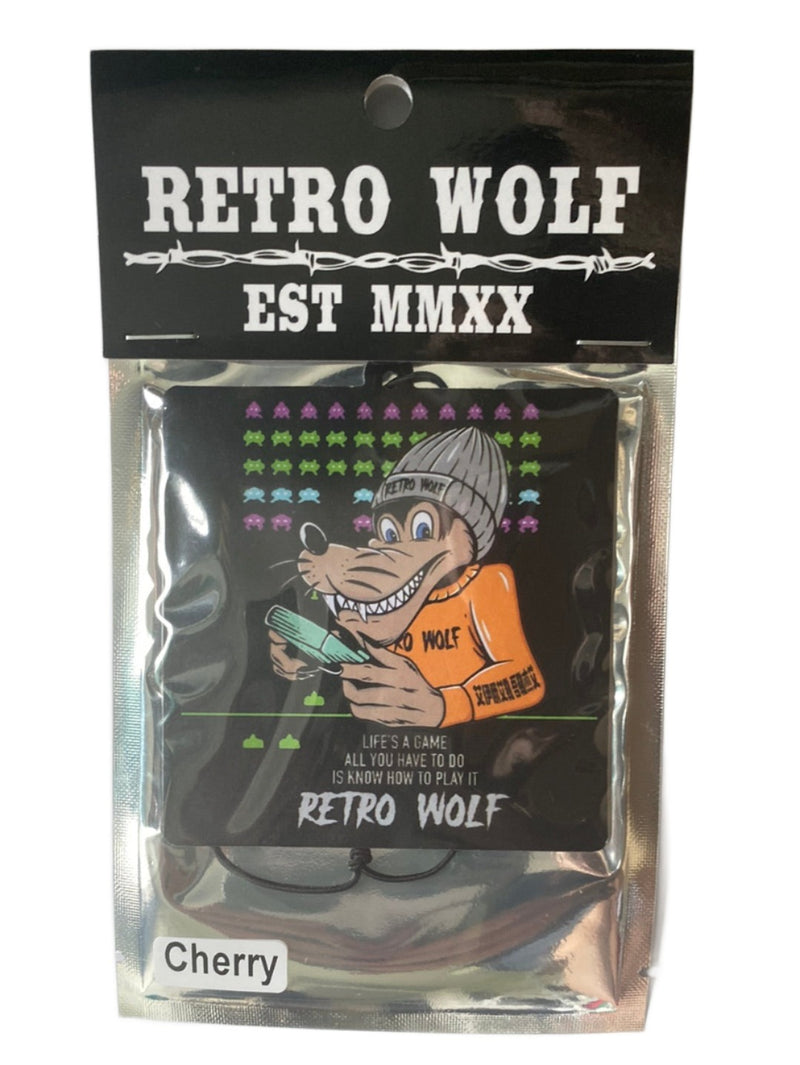 RETRO WOLF
EST MMXX
RETRO WOLF
RO WOLF
LIFE'S A GAME
ALL YOU HAVE TO DO
IS KNOW HOW TO PLAY IT
RETRO WOLF
Cherry